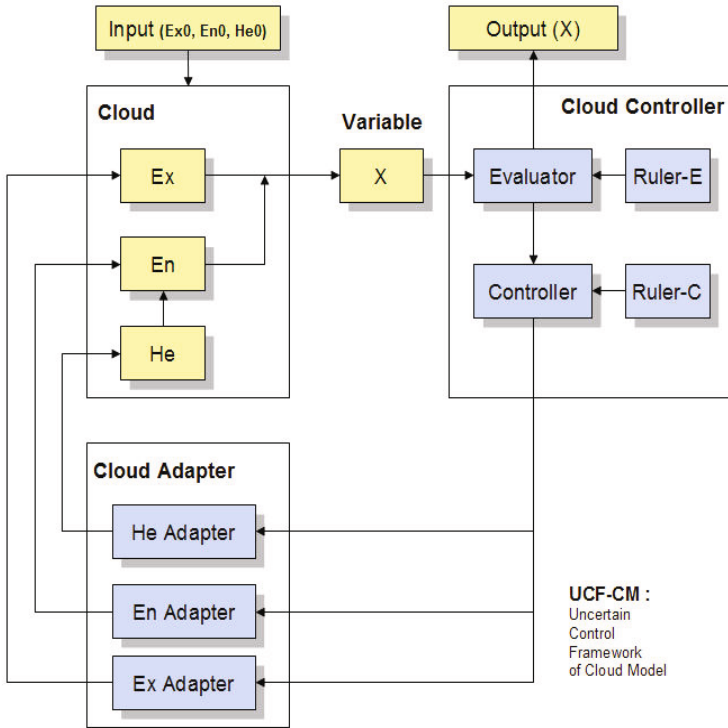 Input (Ex0, En0, He0)
Output (X)
Cloud
Variable
Cloud Controller
Ex
X
Evaluator
Ruler-E
En
Controller
Ruler-C
He
Cloud Adapter
He Adapter
En Adapter
Ex Adapter
UCF-CM :
Uncertain
Control
Framework
of Cloud Model